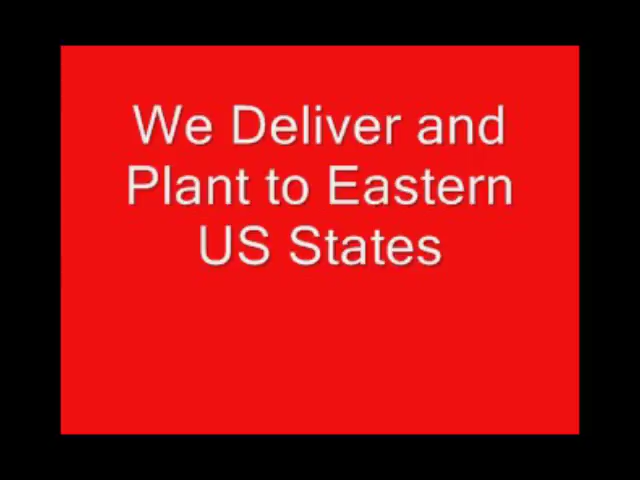 We Deliver and
Plant to Eastern
US States